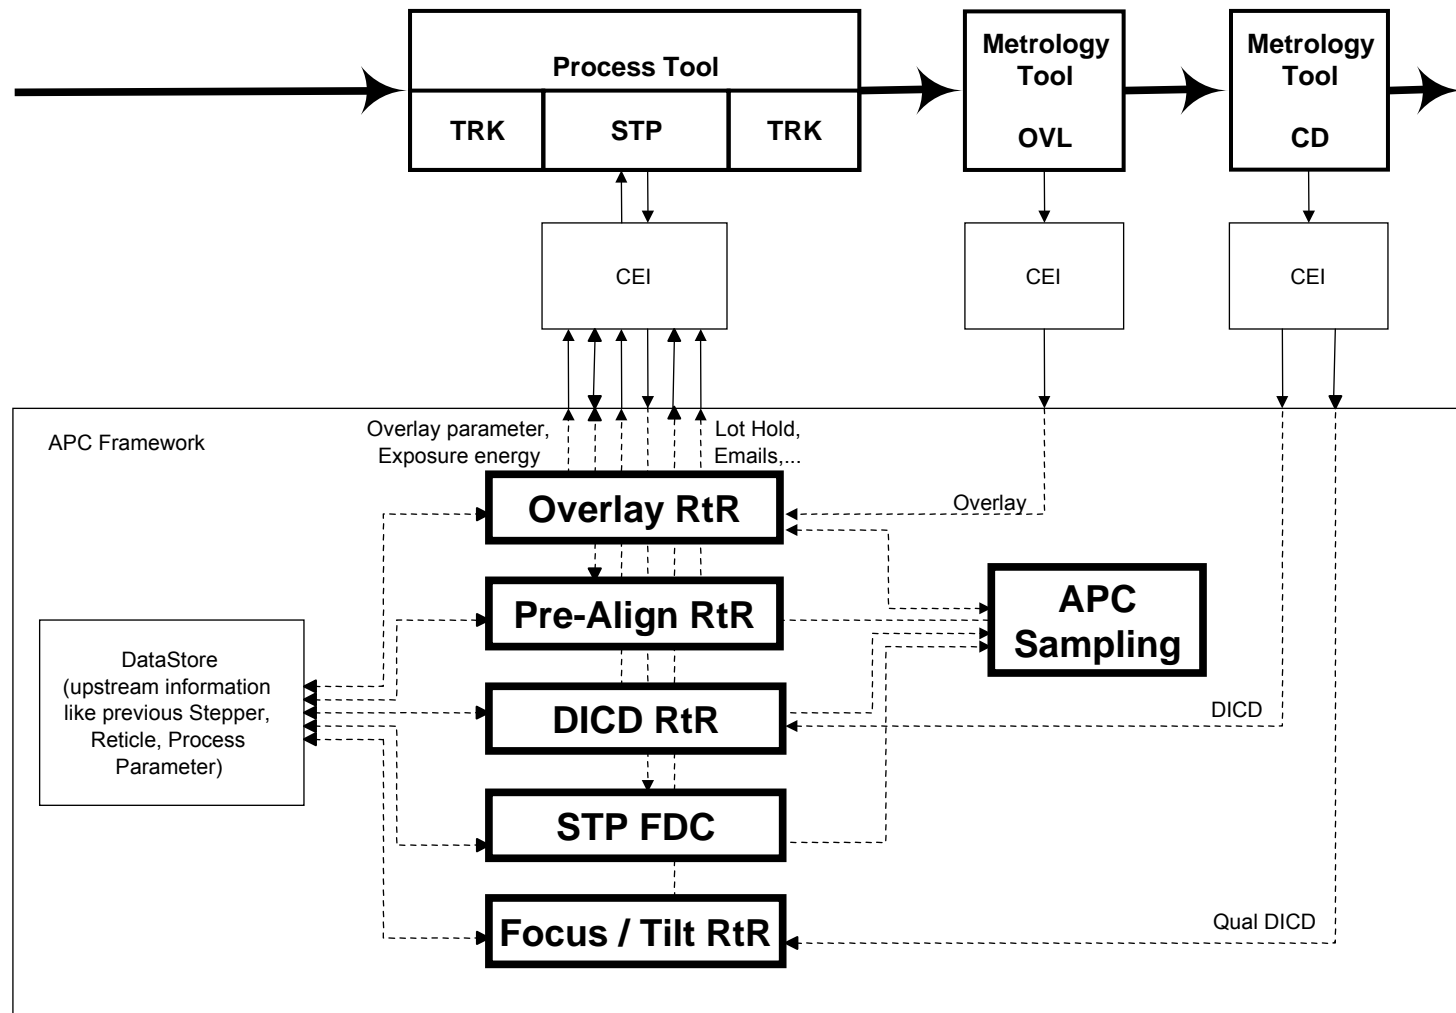 Process Tool
TRK
STP
TRK
Metrology
Tool
OVL
Metrology
Tool
CD
CEI
CEI
CEI
APC Framework
Overlay parameter,
Exposure energy
Lot Hold,
Emails,...
Overlay RtR
Overlay
Pre-Align RtR
APC
Sampling
DataStore
(upstream information
like previous Stepper,
Reticle, Process
Parameter)
DICD RtR
DICD
STP FDC
Focus / Tilt RtR
Qual DICD